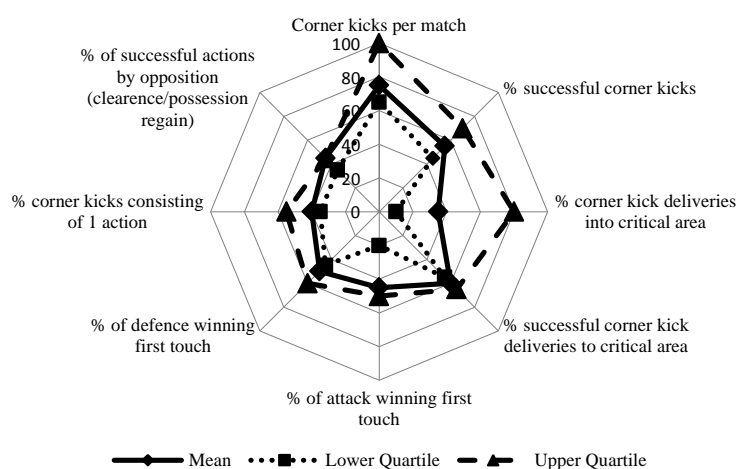 Corner kicks per match
100
80
60
40
20
0
% successful corner kicks
% corner kick deliveries
into critical area
% successful corner kick
deliveries to critical area
% of attack winning first
touch
% of defence winning
first touch
% corner kicks consisting
of 1 action
% of successful actions
by opposition
(clearence/possession
regain)
Mean
Lower Quartile
Upper Quartile